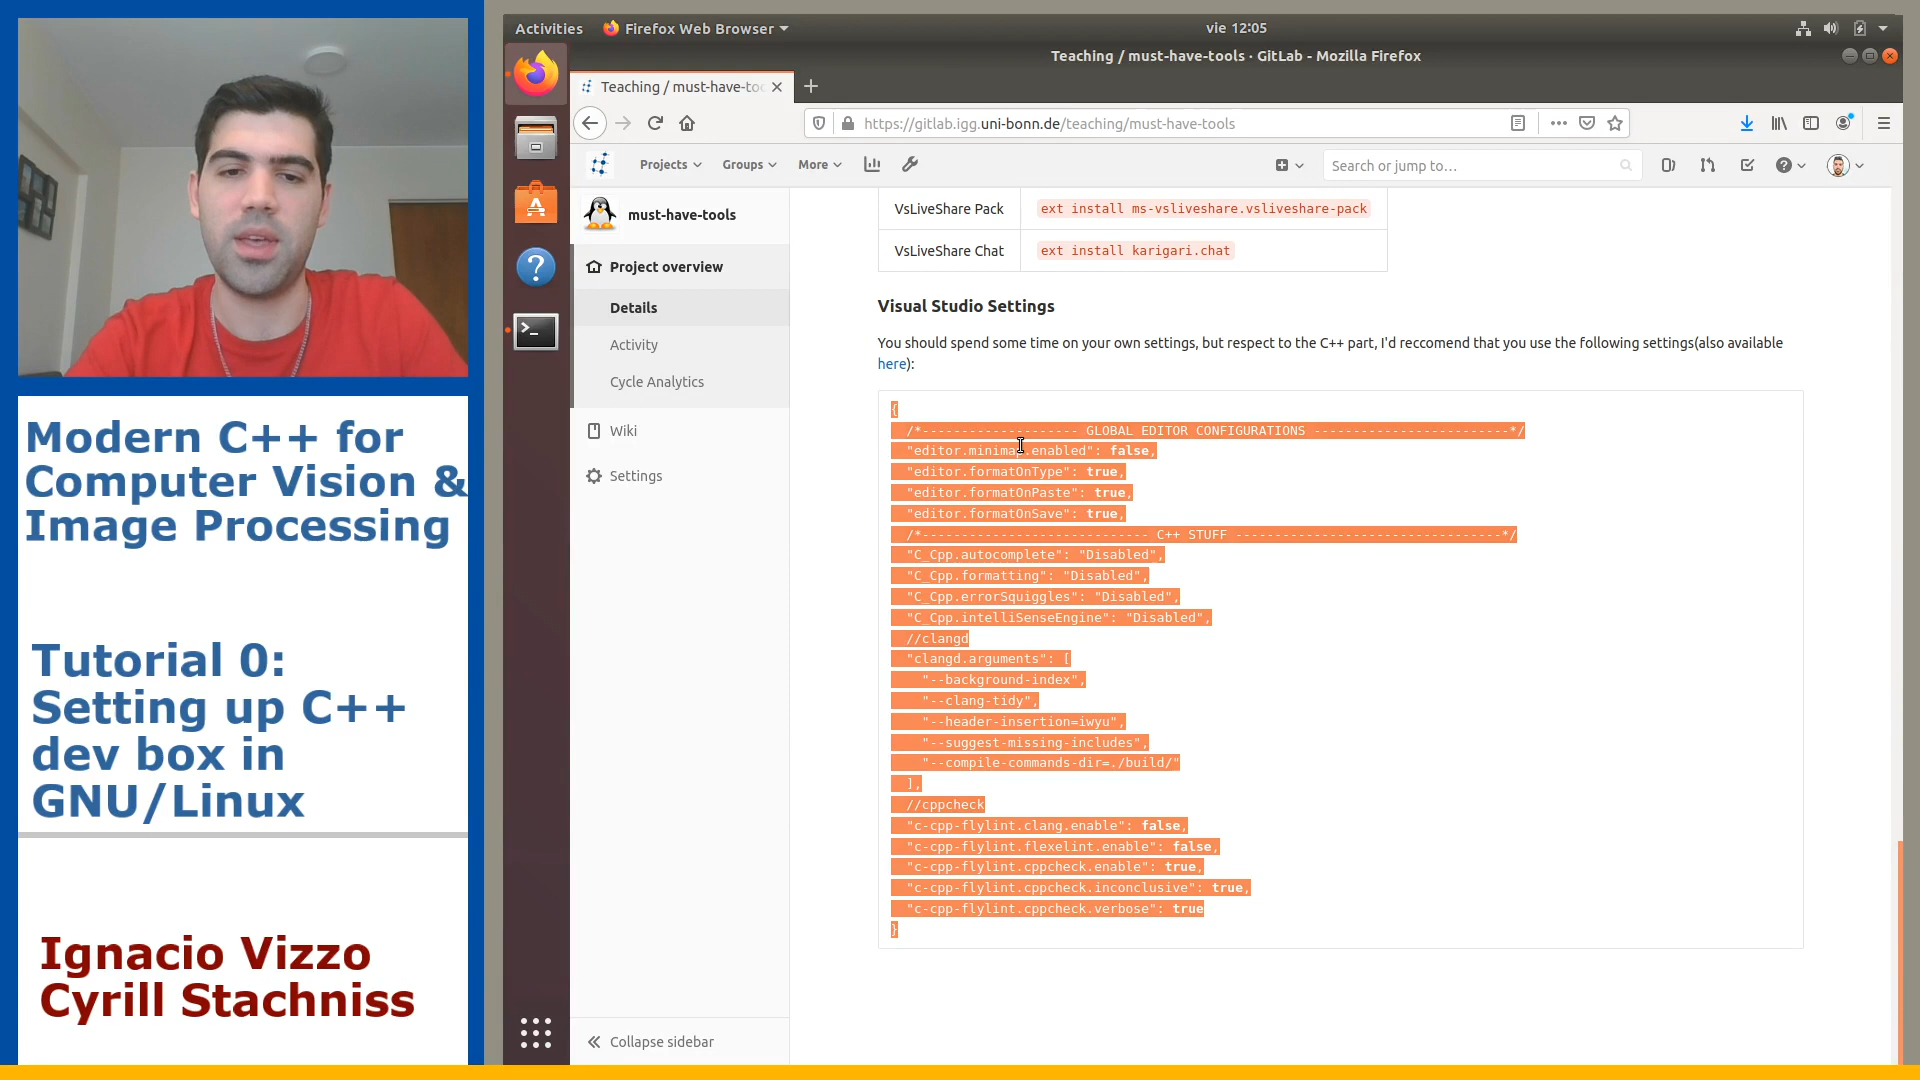 Activities
Firefox Web Browser
vie 12:05
Teaching / must-have-tools · GitLab - Mozilla Firefox
Teaching / must-have-too
https://gitlab.igg.uni-bonn.de/teaching/must-have-tools
Projects
Groups
More
Search or jump to…
must-have-tools
Project overview
Details
Activity
Cycle Analytics
Wiki
Settings
Collapse sidebar
VsLiveShare Pack
ext install ms-vsliveshare.vsliveshare-pack
VsLiveShare Chat
ext install karigari.chat
Visual Studio Settings
You should spend some time on your own settings, but respect to the C++ part, I'd reccomend that you use the following settings(also available
here):
{
/*-------------------- GLOBAL EDITOR CONFIGURATIONS -------------------------*/
"editor.minimap.enabled": false,
"editor.formatOnType": true,
"editor.formatOnPaste": true,
"editor.formatOnSave": true,
/*----------------------------- C++ STUFF ----------------------------------*/
"C_Cpp.autocomplete": "Disabled",
"C_Cpp.formatting": "Disabled",
"C_Cpp.errorSquiggles": "Disabled",
"C_Cpp.intelliSenseEngine": "Disabled",
//clangd
"clangd.arguments": [
"--background-index",
"--clang-tidy",
"--header-insertion=iwyu",
"--suggest-missing-includes",
"--compile-commands-dir=./build/"
],
//cppcheck
"c-cpp-flylint.clang.enable": false,
"c-cpp-flylint.flexelint.enable": false,
"c-cpp-flylint.cppcheck.enable": true,
"c-cpp-flylint.cppcheck.inconclusive": true,
"c-cpp-flylint.cppcheck.verbose": true
}
Modern C++ for
Computer Vision &
Image Processing
Tutorial 0:
Setting up C++
dev box in
GNU/Linux
Ignacio Vizzo
Cyrill Stachniss